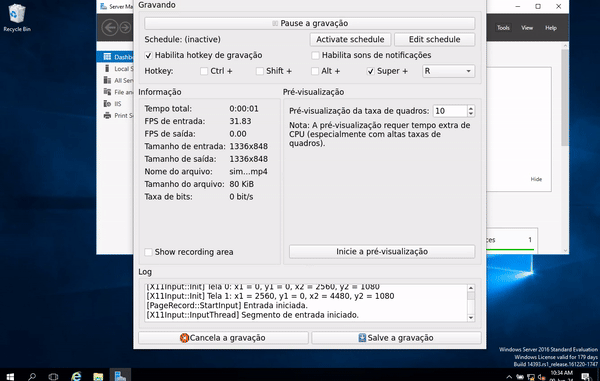 Recycle Bin
Server Ma
Gravando
Pause a gravação
Schedule: (inactive)
Activate schedule
Edit schedule
Habilita hotkey de gravação
Habilita sons de notificações
Hotkey:
Ctrl +
Shift +
Alt +
Super +
R
Tools
View
Help
Dashbo
Local S
All Serv
File and
IIS
Print Se
Informação
Tempo total: 0:00:01
FPS de entrada: 31.83
FPS de saída: 0.00
Tamanho de entrada: 1336x848
Tamanho de saída: 1336x848
Nome do arquivo: sim...mp4
Tamanho do arquivo: 80 KiB
Taxa de bits: 0 bit/s
Show recording area
Pré-visualização
Pré-visualização da taxa de quadros: 10
Nota: A pré-visualização requer tempo extra de
CPU (especialmente com altas taxas de
quadros).
Inicie a pré-visualização
Hide
ces 1
Log
[X11Input::Init] Tela 0: x1 = 0, y1 = 0, x2 = 2560, y2 = 1080
[X11Input::Init] Tela 1: x1 = 2560, y1 = 0, x2 = 4480, y2 = 1080
[PageRecord::StartInput] Entrada iniciada.
[X11Input::InputThread] Segmento de entrada iniciado.
Cancela a gravação
Salve a gravação
Windows Server 2016 Standard Evaluation
Windows License valid for 179 days
Build 14393.rs1_release.161220-1747
10:34 AM